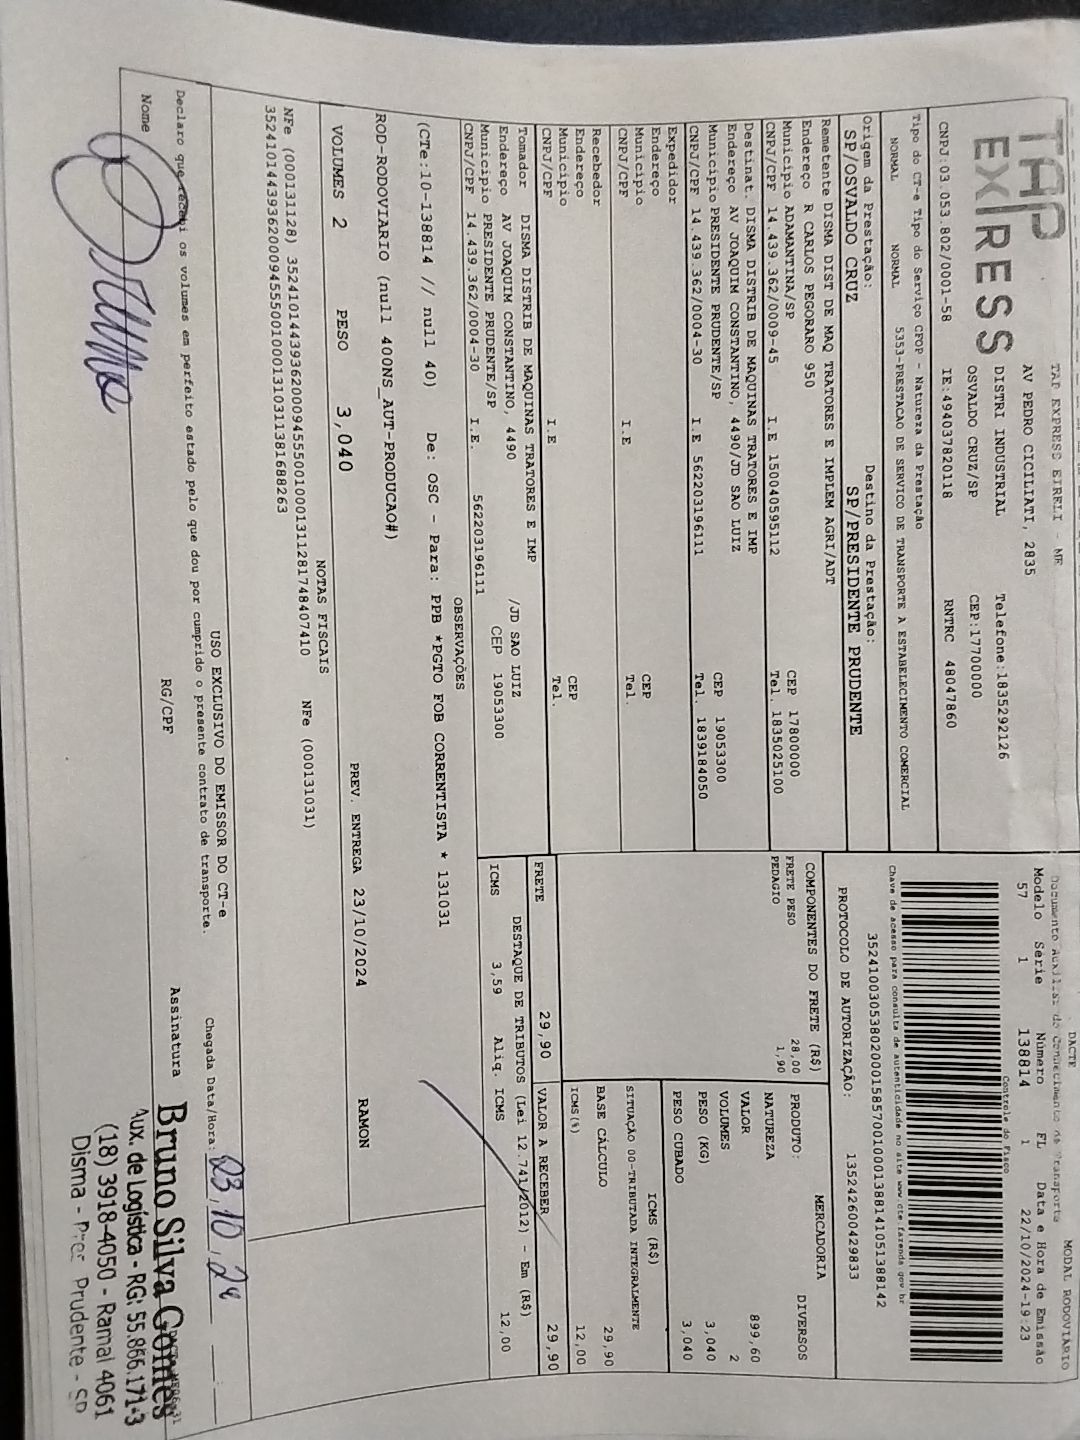 TAP
EXPRESS
TAP EXPRESS EIRELI - ME
AV PEDRO CICILIATI, 2835
DISTRI INDUSTRIAL Telefone:1835292126
OSVALDO CRUZ/SP CEP:17700000
CNPJ:03.053.802/0001-58 IE:494037820118 RNTRC 48047860
DACTE MODAL RODOVIÁRIO
Documento Auxiliar do Conhecimento de Transporte
Modelo Série Número FL Data e Hora de Emissão
57 1 138814 1 22/10/2024-19:23
Controle do Fisco
Chave de acesso para consulta de autenticidade no site www.cte.fazenda.gov.br
35241003053802000158570010001388141051388142
PROTOCOLO DE AUTORIZAÇÃO: 135242600429833
Tipo do CT-e Tipo do Serviço CFOP - Natureza da Prestação
NORMAL NORMAL 5353-PRESTACAO DE SERVICO DE TRANSPORTE A ESTABELECIMENTO COMERCIAL
Origem da Prestação: Destino da Prestação:
SP/OSVALDO CRUZ SP/PRESIDENTE PRUDENTE
Remetente DISMA DIST DE MAQ TRATORES E IMPLEM AGRI/ADT
Endereço R CARLOS PEGORARO 950
Município ADAMANTINA/SP CEP 17800000
CNPJ/CPF 14.439.362/0009-45 I.E 150040595112 Tel. 1835025100
Destinat. DISMA DISTRIB DE MAQUINAS TRATORES E IMP
Endereço AV JOAQUIM CONSTANTINO, 4490/JD SAO LUIZ
Município PRESIDENTE PRUDENTE/SP CEP 19053300
CNPJ/CPF 14.439.362/0004-30 I.E 562203196111 Tel. 1839184050
Expedidor
Endereço
Município CEP
CNPJ/CPF I.E Tel.
Recebedor
Endereço
Município CEP
CNPJ/CPF I.E Tel.
Tomador DISMA DISTRIB DE MAQUINAS TRATORES E IMP
Endereço AV JOAQUIM CONSTANTINO, 4490 /JD SAO LUIZ
Município PRESIDENTE PRUDENTE/SP CEP 19053300
CNPJ/CPF 14.439.362/0004-30 I.E. 562203196111
COMPONENTES DO FRETE (R$)
FRETE PESO 28,00
PEDAGIO 1,90
MERCADORIA
PRODUTO: DIVERSOS
NATUREZA
VALOR 899,60
VOLUMES 2
PESO (KG) 3,040
PESO CUBADO 3,040
ICMS (R$)
SITUAÇÃO 00-TRIBUTADA INTEGRALMENTE
BASE CÁLCULO 29,90
ICMS(%) 12,00
FRETE 29,90 VALOR A RECEBER 29,90
DESTAQUE DE TRIBUTOS (Lei 12.741/2012) - Em (R$)
ICMS 3,59 Aliq. ICMS 12,00
OBSERVAÇÕES
(CTe:10-138814 // null 40) De: OSC - Para: PPB *PGTO FOB CORRENTISTA * 131031
ROD-RODOVIARIO (null 400NS_AUT-PRODUCAO#)
VOLUMES 2 PESO 3,040 PREV. ENTREGA 23/10/2024 RAMON
NOTAS FISCAIS
NFe (000131128) 35241014439362000945550010001311281748407410 NFe (000131031)
35241014439362000945550010001310311381688263
USO EXCLUSIVO DO EMISSOR DO CT-e
Declaro que recebi os volumes em perfeito estado pelo que dou por cumprido o presente contrato de transporte.
Chegada Data/Hora: 23, 10, 24
Nome RG/CPF Assinatura
Bruno Silva Gomes
Aux. de Logística - RG: 55.866.171-3
(18) 3918-4050 - Ramal 4061
Disma - Pres Prudente - SP